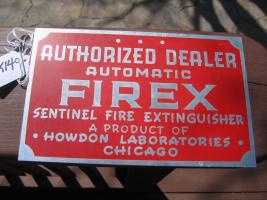 AUTHORIZED DEALER
AUTOMATIC
FIREX
SENTINEL FIRE EXTINGUISHER
A PRODUCT OF
• HOWDON LABORATORIES •
CHICAGO